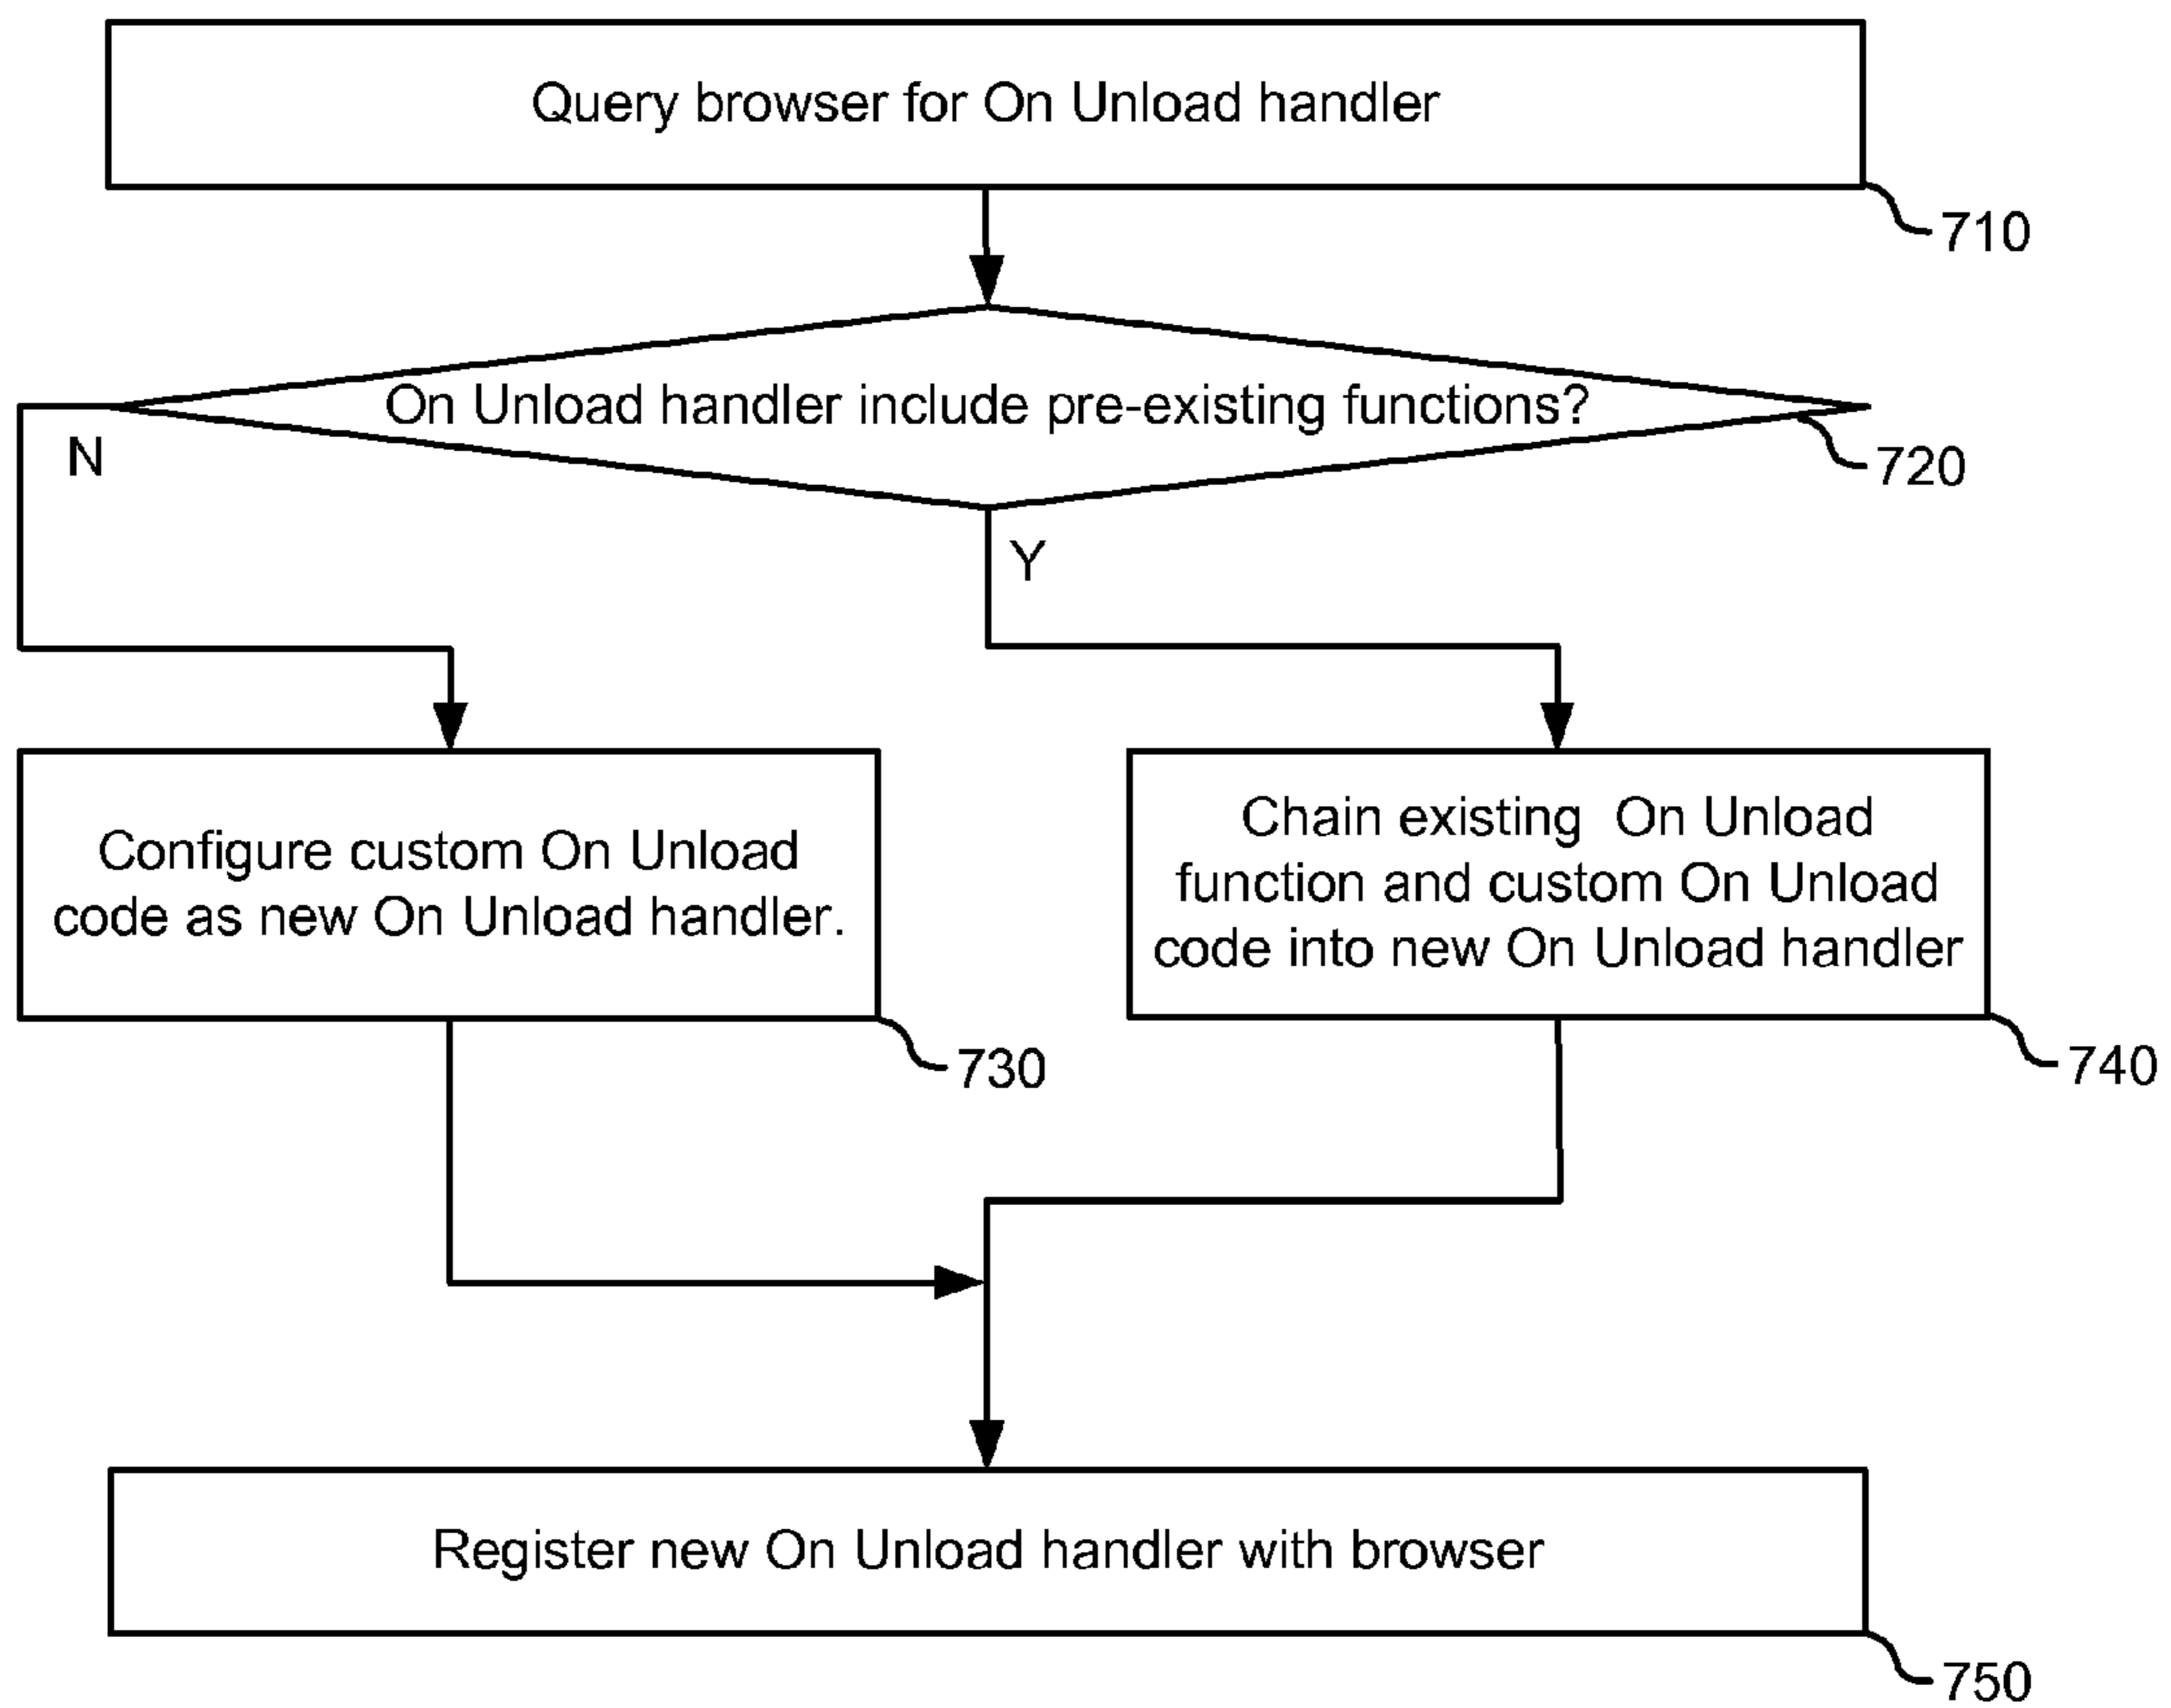 Query browser for On Unload handler
710
On Unload handler include pre-existing functions?
N
720
Y
Configure custom On Unload
code as new On Unload handler.
730
Chain existing On Unload
function and custom On Unload
code into new On Unload handler
740
Register new On Unload handler with browser
750